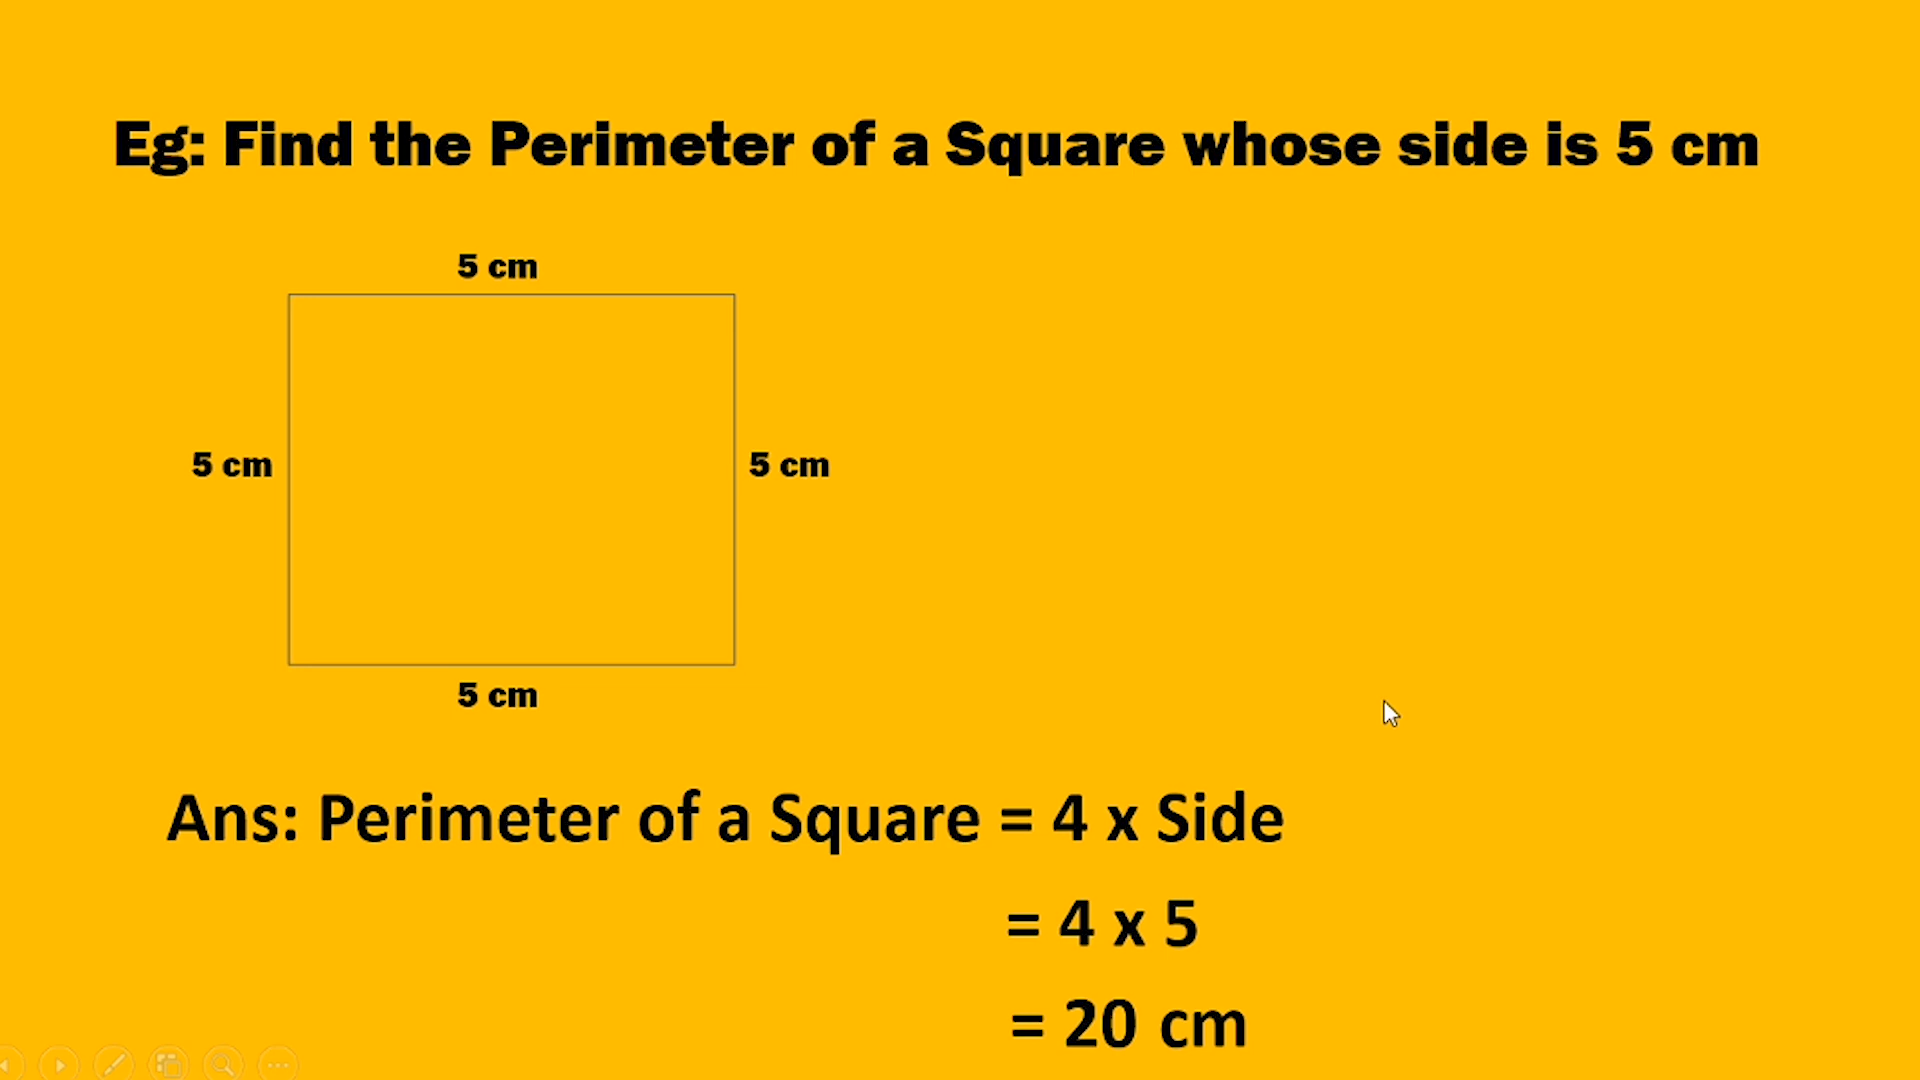 Eg: Find the Perimeter of a Square whose side is 5 cm
5 cm
5 cm
5 cm
5 cm
Ans: Perimeter of a Square = 4 x Side
= 4 x 5
= 20 cm